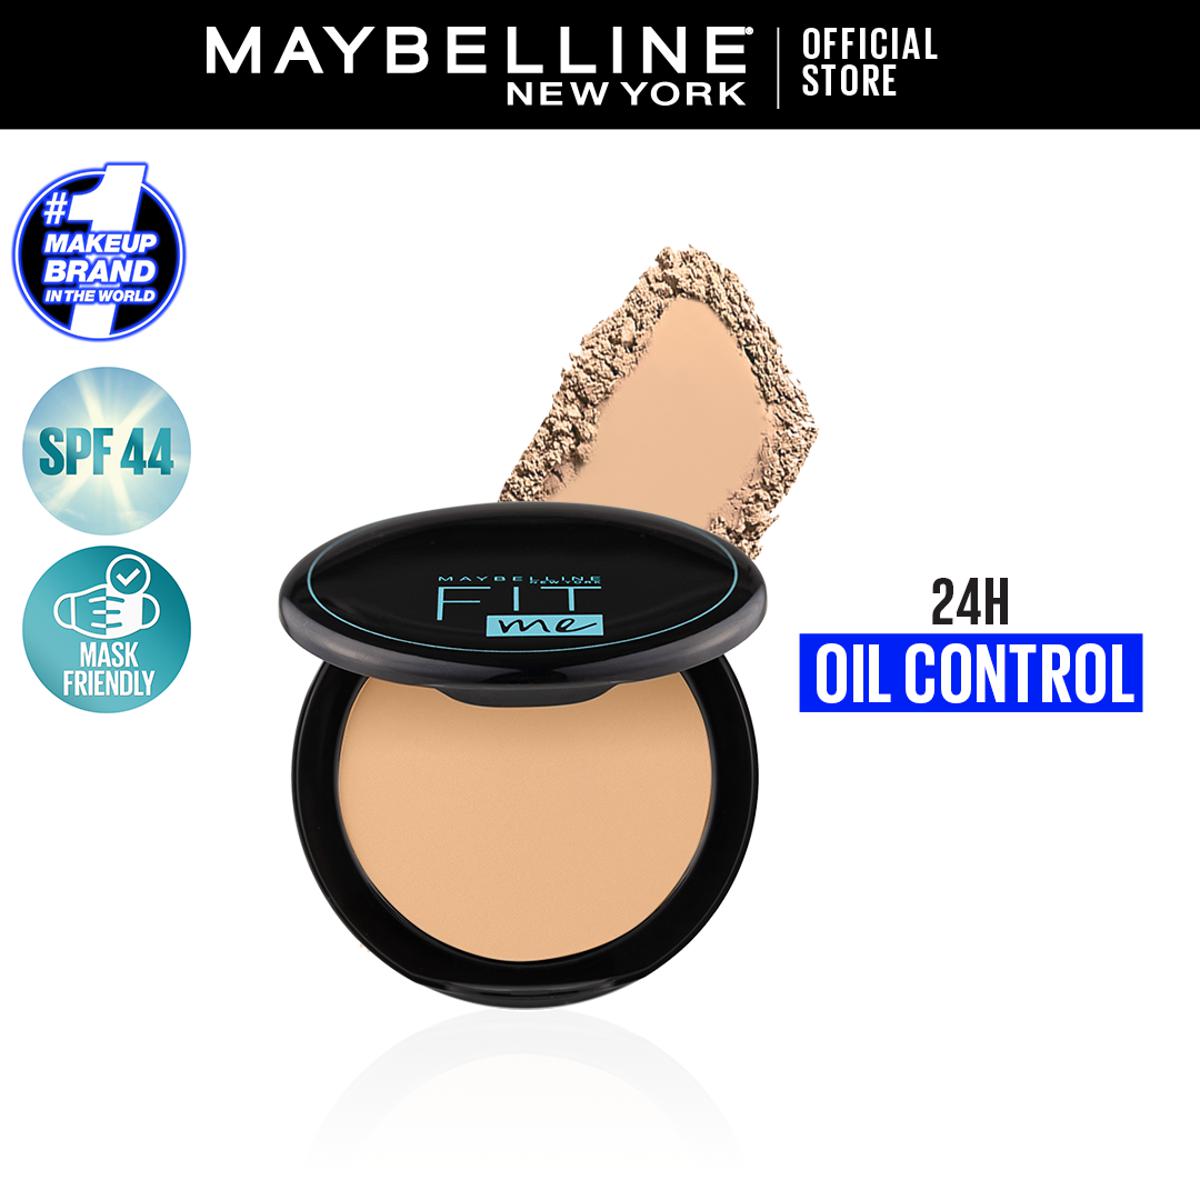 MAYBELLINE®
NEW YORK
OFFICIAL
STORE
#1
MAKEUP
BRAND
IN THE WORLD
SPF 44
MASK
FRIENDLY
MAYBELLINE
NEW YORK
FIT
me
24H
OIL CONTROL